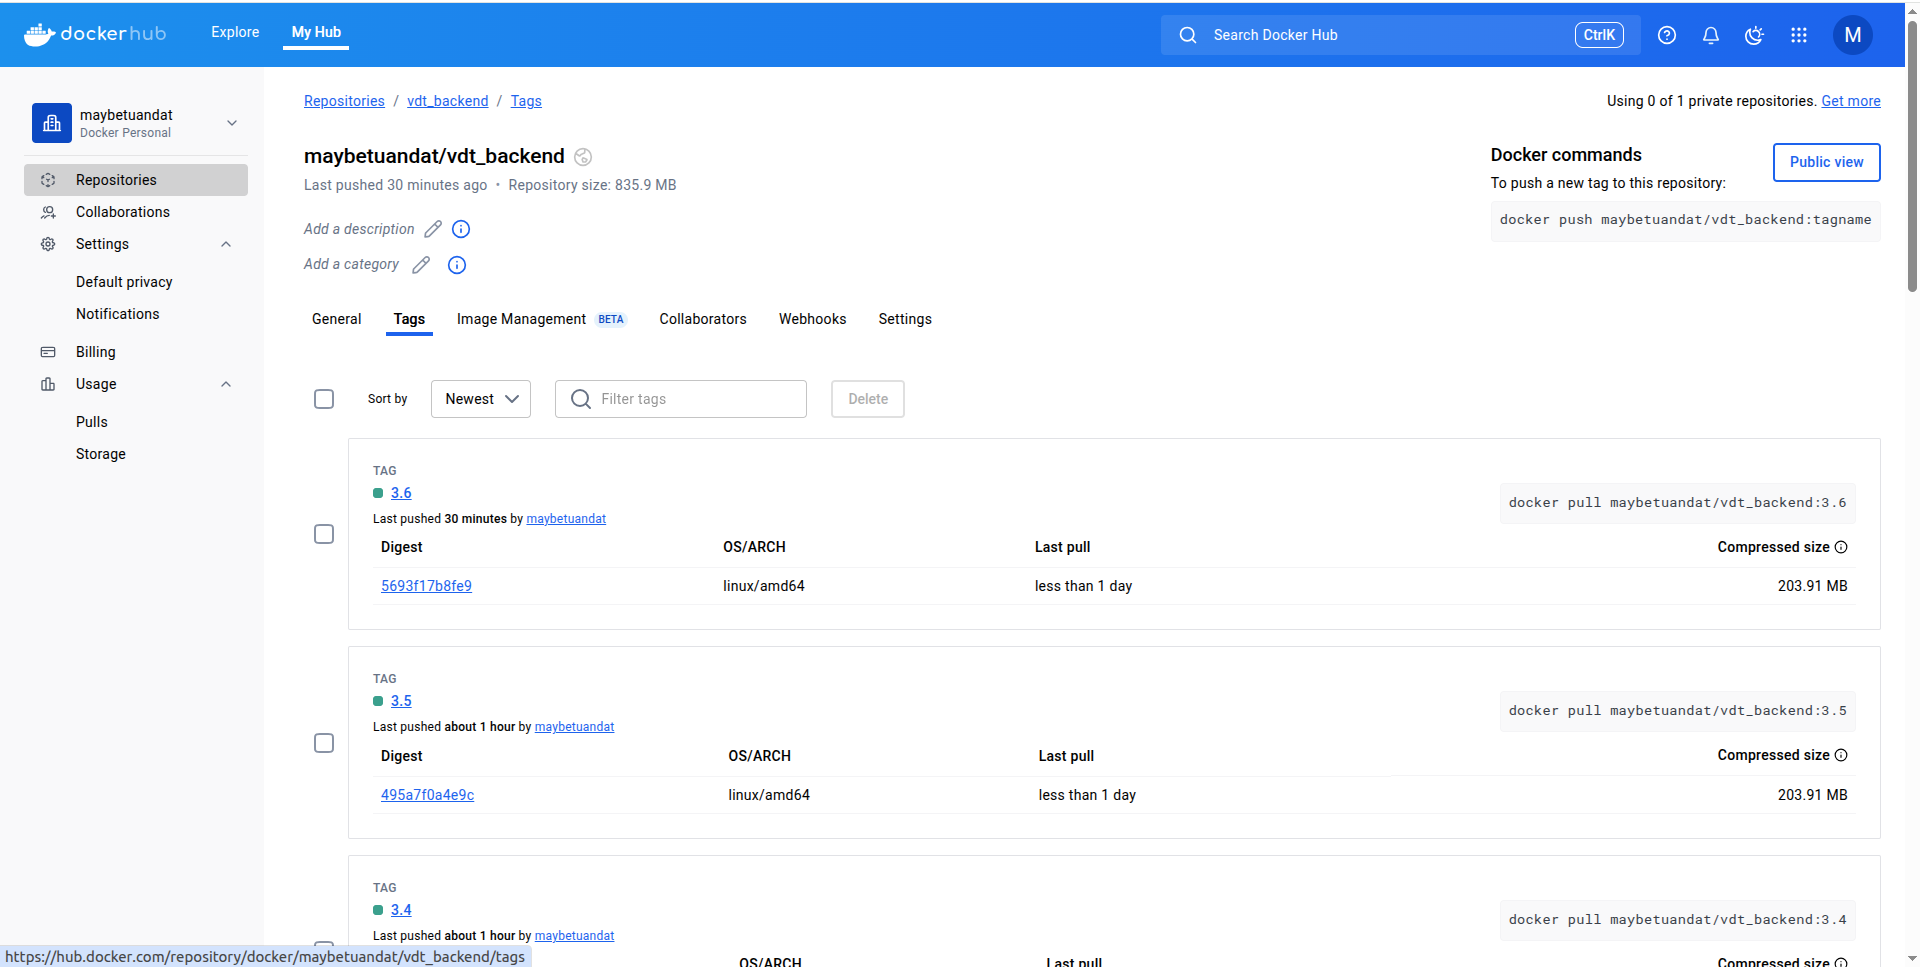 dockerhub
Explore
My Hub
Search Docker Hub
CtrlK
M
maybetuandat
Docker Personal
Repositories
Collaborations
Settings
Default privacy
Notifications
Billing
Usage
Pulls
Storage
Repositories / vdt_backend / Tags
Using 0 of 1 private repositories. Get more
maybetuandat/vdt_backend
Last pushed 30 minutes ago • Repository size: 835.9 MB
Add a description
Add a category
Docker commands
Public view
To push a new tag to this repository:
docker push maybetuandat/vdt_backend:tagname
General Tags Image Management BETA Collaborators Webhooks Settings
Sort by Newest Filter tags Delete
TAG
3.6
docker pull maybetuandat/vdt_backend:3.6
Last pushed 30 minutes by maybetuandat
Digest OS/ARCH Last pull Compressed size
5693f17b8fe9 linux/amd64 less than 1 day 203.91 MB
TAG
3.5
docker pull maybetuandat/vdt_backend:3.5
Last pushed about 1 hour by maybetuandat
Digest OS/ARCH Last pull Compressed size
495a7f0a4e9c linux/amd64 less than 1 day 203.91 MB
TAG
3.4
docker pull maybetuandat/vdt_backend:3.4
Last pushed about 1 hour by maybetuandat
OS/ARCH Last pull Compressed size
https://hub.docker.com/repository/docker/maybetuandat/vdt_backend/tags